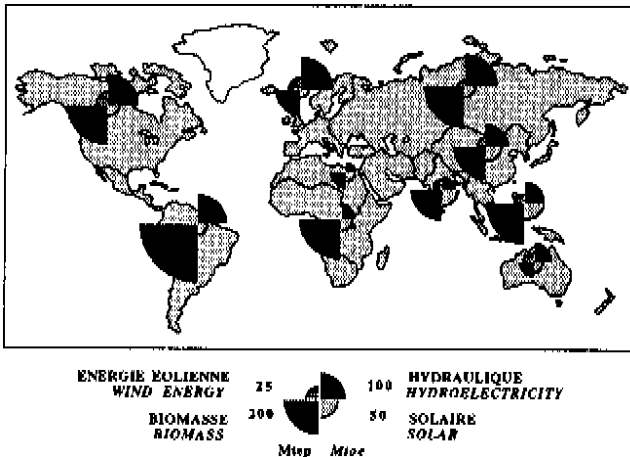 ENERGIE EOLIENNE 25 100 HYDRAULIQUE
WIND ENERGY HYDROELECTRICITY
BIOMASSE 200 50 SOLAIRE
BIOMASS SOLAR
Mtep Mtoe